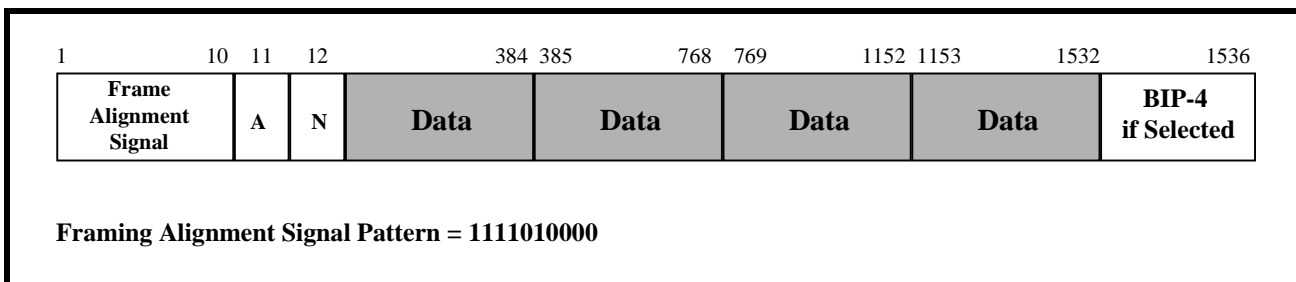 1 10 11 12 384 385 768 769 1152 1153 1532 1536
Frame
Alignment
Signal
A N Data Data Data Data
BIP-4
if Selected
Framing Alignment Signal Pattern = 1111010000